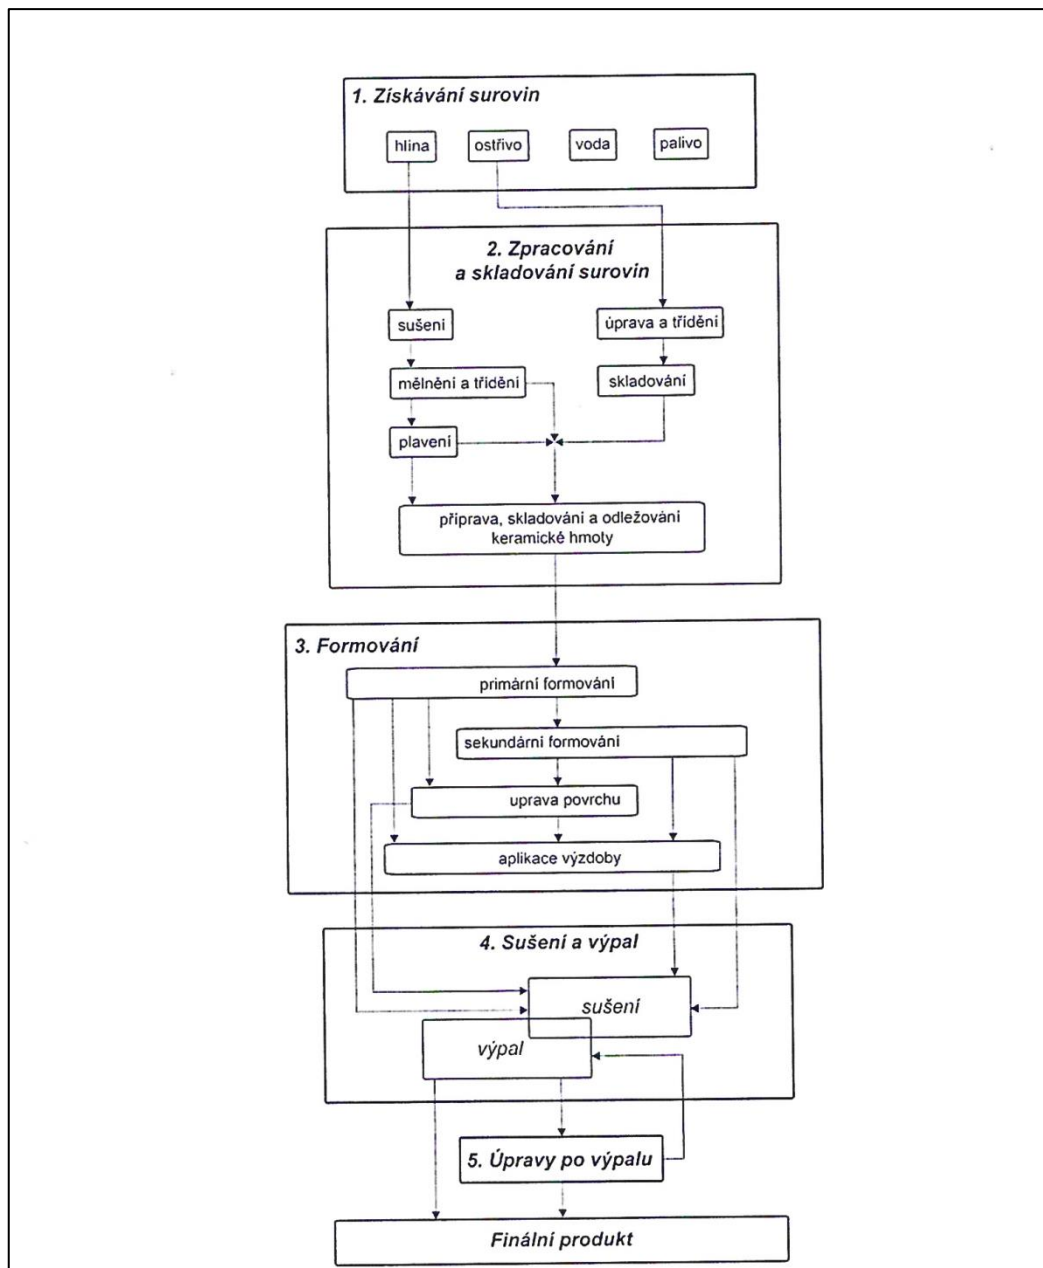 1. Získávání surovin
hlina
ostřivo
voda
palivo
2. Zpracování
a skladování surovin
sušení
úprava a třídění
mělnění a třídění
skladování
plavení
připrava, skladování a odležování
keramické hmoty
3. Formování
primární formování
sekundární formování
uprava povrchu
aplikace výzdoby
4. Sušení a výpal
sušení
výpal
5. Úpravy po výpalu
Finální produkt